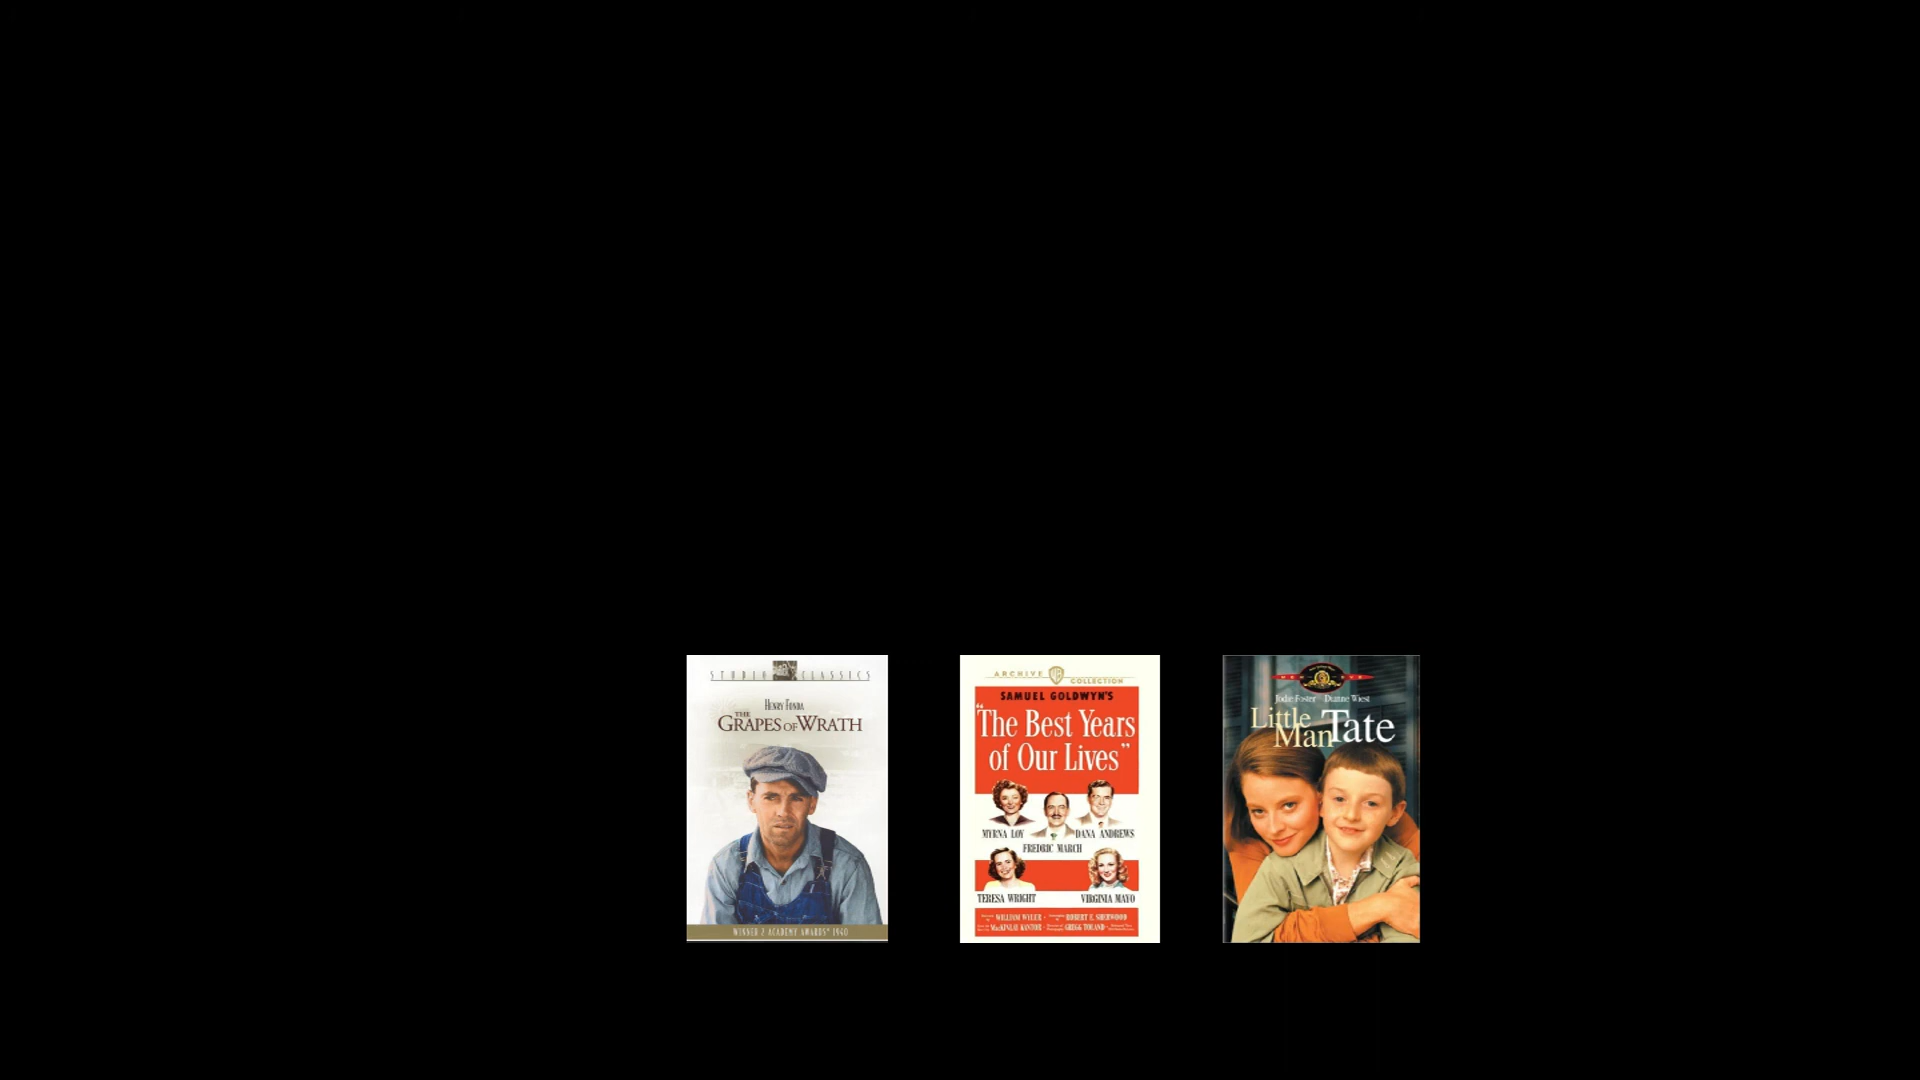 STUDIO CLASSICS
HENRY FONDA
THE
GRAPES OF WRATH
WINNER 2 ACADEMY AWARDS® 1940
ARCHIVE WB COLLECTION
SAMUEL GOLDWYN'S
"The Best Years
of Our Lives"
MYRNA LOY
DANA ANDREWS
FREDRIC MARCH
TERESA WRIGHT
VIRGINIA MAYO
WILLIAM WYLER · ROBERT E. SHERWOOD
MacKINLAY KANTOR · GREGG TOLAND
Jodie Foster Dianne Wiest
Little
Man Tate